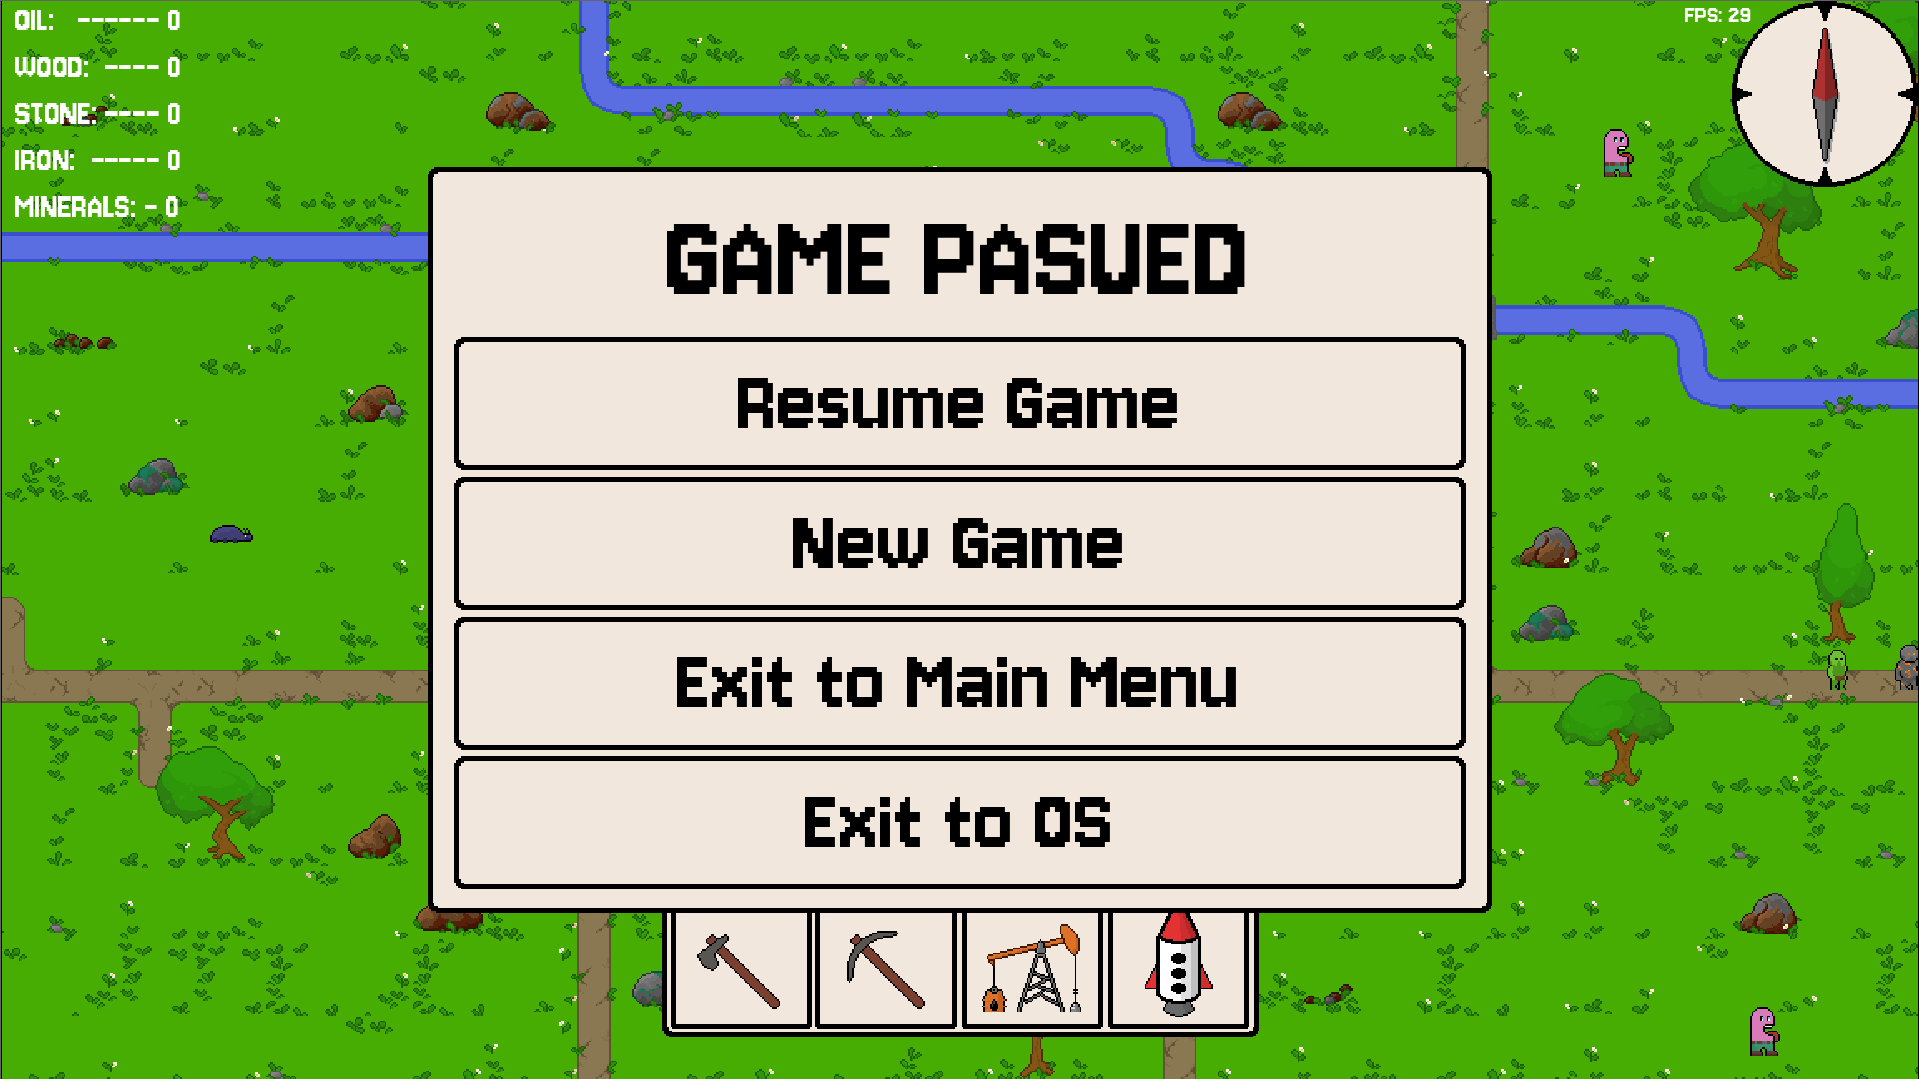 OIL: ------ 0
FPS: 29
WOOD: ---- 0
STONE: ---- 0
IRON: ----- 0
MINERALS: - 0
GAME PASUED
Resume Game
New Game
Exit to Main Menu
Exit to OS